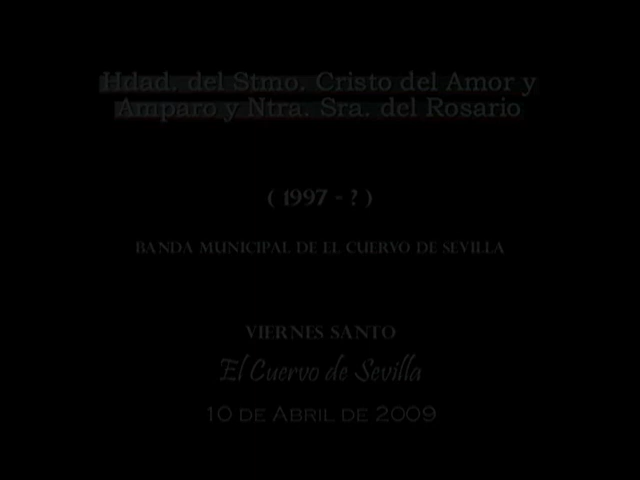 Hdad. del Stmo. Cristo del Amor y
Amparo y Ntra. Sra. del Rosario
( 1997 - ? )
BANDA MUNICIPAL DE EL CUERVO DE SEVILLA
VIERNES SANTO
El Cuervo de Sevilla
10 DE ABRIL DE 2009